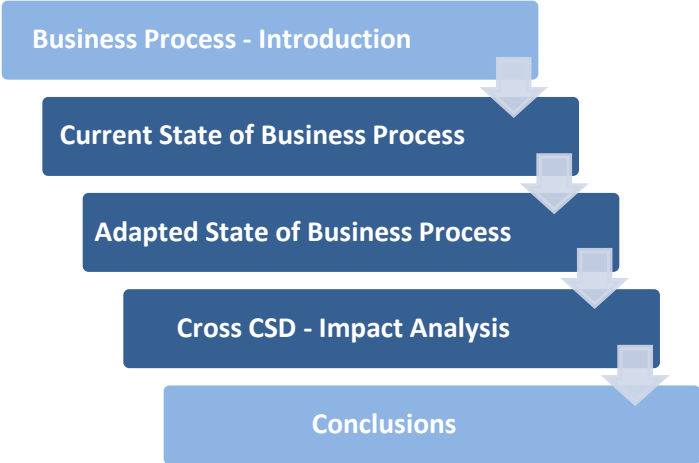 Business Process - Introduction
Current State of Business Process
Adapted State of Business Process
Cross CSD - Impact Analysis
Conclusions